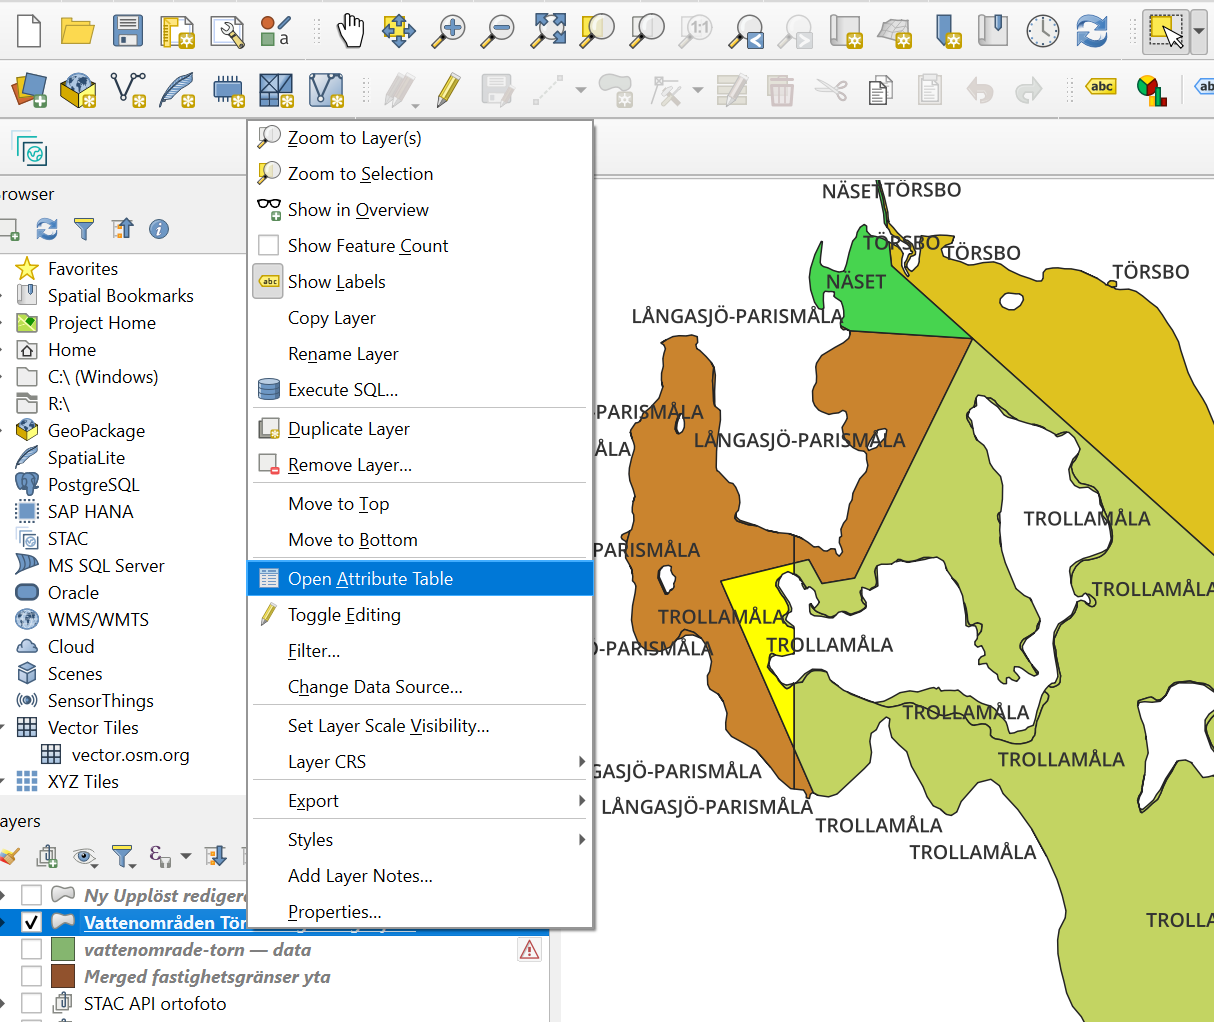 a
1:1
abc
ab
Zoom to Layer(s)
Zoom to Selection
Show in Overview
Show Feature Count
abc
Show Labels
Copy Layer
Rename Layer
Execute SQL...
Duplicate Layer
Remove Layer...
Move to Top
Move to Bottom
Open Attribute Table
Toggle Editing
Filter...
Change Data Source...
Set Layer Scale Visibility...
Layer CRS
Export
Styles
Add Layer Notes...
Properties...
rowser
Favorites
Spatial Bookmarks
Project Home
Home
C:\ (Windows)
R:\
GeoPackage
SpatiaLite
PostgreSQL
SAP HANA
STAC
MS SQL Server
Oracle
WMS/WMTS
Cloud
Scenes
SensorThings
Vector Tiles
vector.osm.org
XYZ Tiles
ayers
Ny Upplöst rediger
Vattenområden Tör
vattenomrade-torn — data
Merged fastighetsgränser yta
STAC API ortofoto
NÄSET
TÖRSBO
TÖRSBO
TÖRSBO
TÖRSBO
NÄSET
LÅNGASJÖ-PARISMÅLA
-PARISMÅLA
LÅNGASJÖ-PARISMÅLA
ÅLA
TROLLAMÅLA
PARISMÅLA
TROLLAMÅLA
TROLLAMÅLA
TROLLAMÅLA
-PARISMÅLA
TROLLAMÅLA
TROLLAMÅLA
GASJÖ-PARISMÅLA
LÅNGASJÖ-PARISMÅLA
TROLLAMÅLA
TROLLAMÅLA
TROLLA